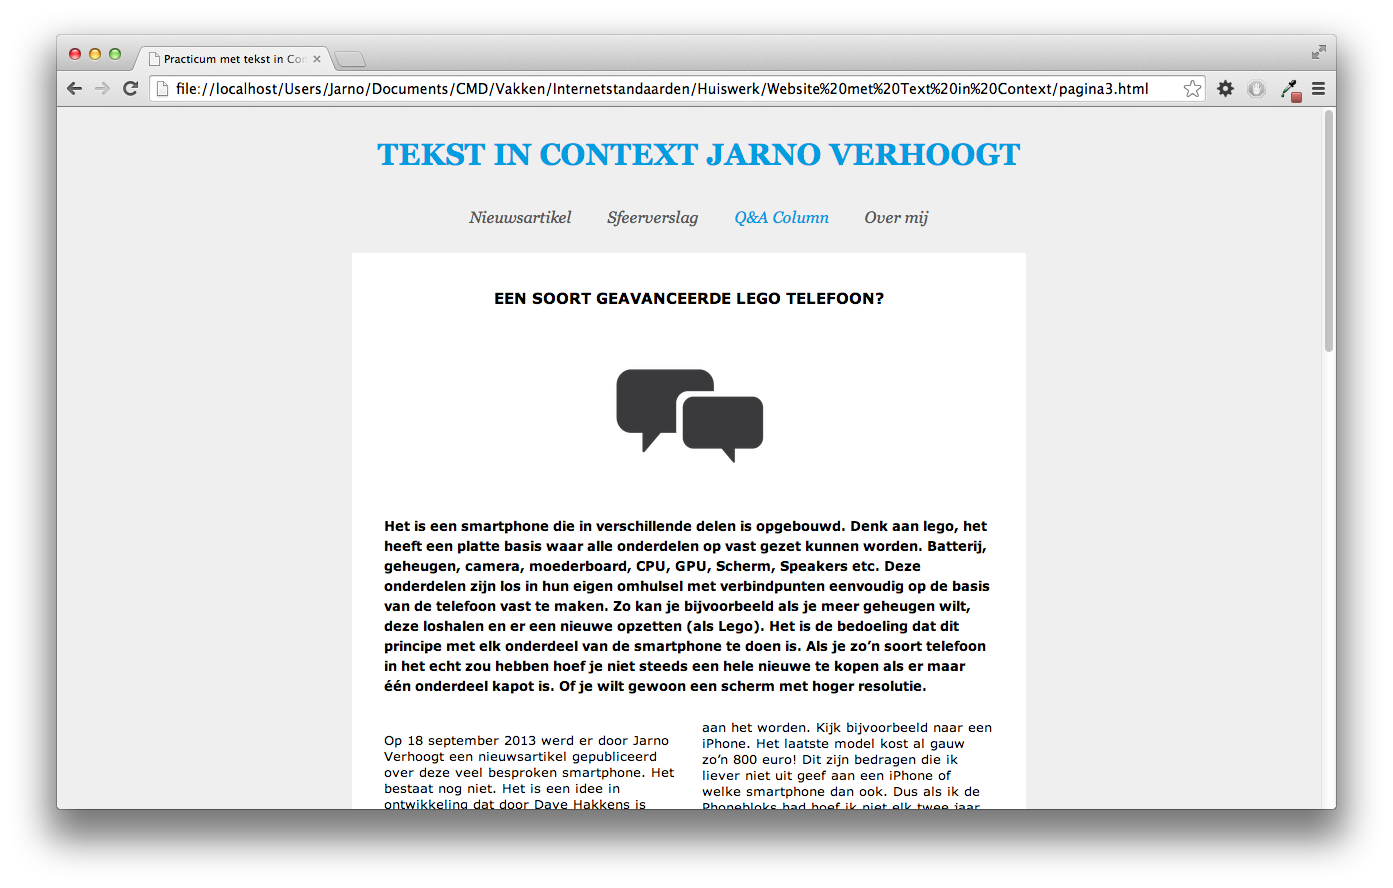 Practicum met tekst in Con
file://localhost/Users/Jarno/Documents/CMD/Vakken/Internetstandaarden/Huiswerk/Website%20met%20Text%20in%20Context/pagina3.html
TEKST IN CONTEXT JARNO VERHOOGT
Nieuwsartikel Sfeerverslag Q&A Column Over mij
EEN SOORT GEAVANCEERDE LEGO TELEFOON?
Het is een smartphone die in verschillende delen is opgebouwd. Denk aan lego, het
heeft een platte basis waar alle onderdelen op vast gezet kunnen worden. Batterij,
geheugen, camera, moederboard, CPU, GPU, Scherm, Speakers etc. Deze
onderdelen zijn los in hun eigen omhulsel met verbindpunten eenvoudig op de basis
van de telefoon vast te maken. Zo kan je bijvoorbeeld als je meer geheugen wilt,
deze loshalen en er een nieuwe opzetten (als Lego). Het is de bedoeling dat dit
principe met elk onderdeel van de smartphone te doen is. Als je zo’n soort telefoon
in het echt zou hebben hoef je niet steeds een hele nieuwe te kopen als er maar
één onderdeel kapot is. Of je wilt gewoon een scherm met hoger resolutie.
Op 18 september 2013 werd er door Jarno
Verhoogt een nieuwsartikel gepubliceerd
over deze veel besproken smartphone. Het
bestaat nog niet. Het is een idee in
ontwikkeling dat door Dave Hakkens is
aan het worden. Kijk bijvoorbeeld naar een
iPhone. Het laatste model kost al gauw
zo’n 800 euro! Dit zijn bedragen die ik
liever niet uit geef aan een iPhone of
welke smartphone dan ook. Dus als ik de
Phonebloks had hoef ik niet elk twee jaar